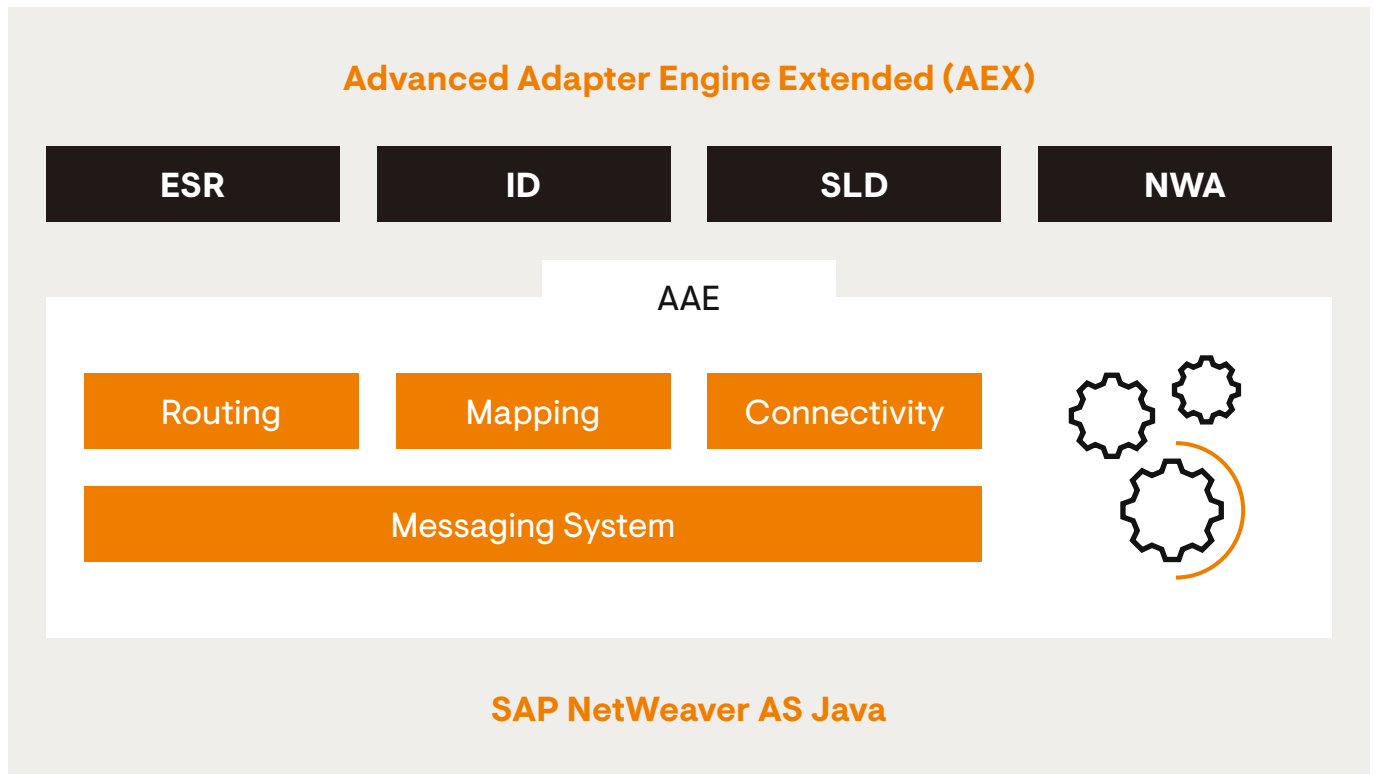 Advanced Adapter Engine Extended (AEX)
ESR
ID
SLD
NWA
AAE
Routing
Mapping
Connectivity
Messaging System
SAP NetWeaver AS Java